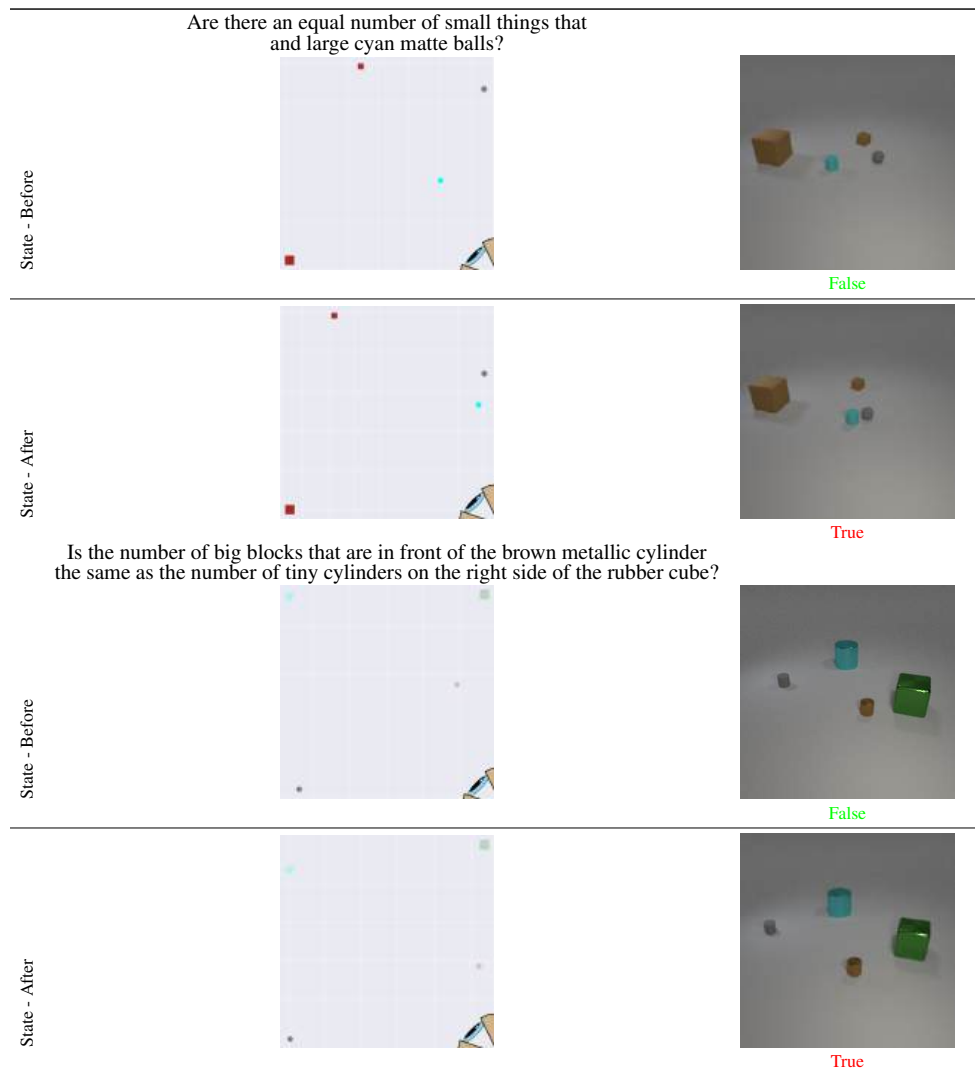 Are there an equal number of small things that
and large cyan matte balls?
State - Before
False
State - After
True
Is the number of big blocks that are in front of the brown metallic cylinder
the same as the number of tiny cylinders on the right side of the rubber cube?
State - Before
False
State - After
True